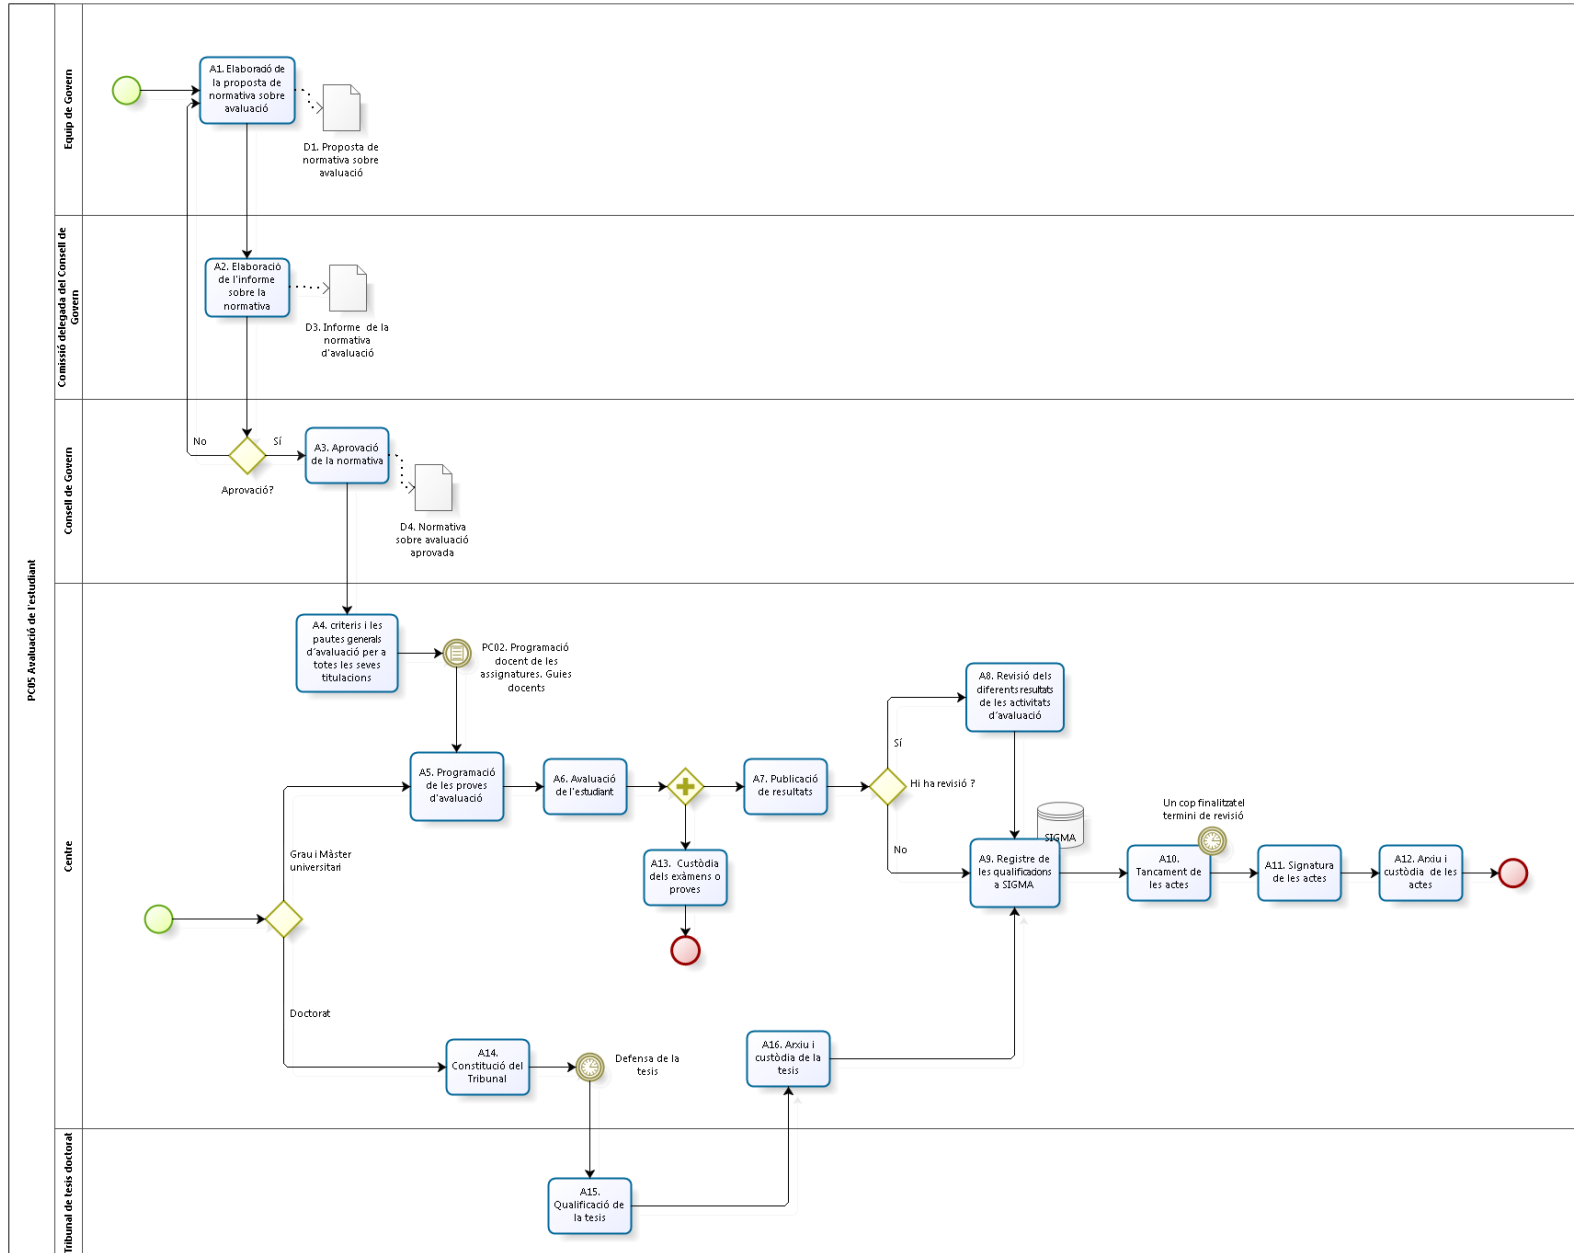 PC05 Avaluació de l'estudiant
Equip de Govern
A1. Elaboració de
la proposta de
normativa sobre
avaluació
D1. Proposta de
normativa sobre
avaluació
Comissió delegada del Consell de
Govern
A2. Elaboració
de l'informe
sobre la
normativa
D3. Informe de la
normativa
d'avaluació
Consell de Govern
No
Sí
Aprovació?
A3. Aprovació
de la normativa
D4. Normativa
sobre avaluació
aprovada
Centre
A4. criteris i les
pautes generals
d'avaluació per a
totes les seves
titulacions
PC02. Programació
docent de les
assignatures. Guies
docents
A5. Programació
de les proves
d'avaluació
A6. Avaluació
de l'estudiant
A7. Publicació
de resultats
Hi ha revisió ?
Sí
No
A8. Revisió dels
diferents resultats
de les activitats
d'avaluació
SIGMA
A9. Registre de
les qualificacions
a SIGMA
Un cop finalitzatel
termini de revisió
A10.
Tancament de
les actes
A11. Signatura
de les actes
A12. Arxiu i
custòdia de les
actes
A13. Custòdia
dels exàmens o
proves
Grau i Màster
universitari
Doctorat
A14.
Constitució del
Tribunal
Defensa de la
tesis
A16. Arxiu i
custòdia de la
tesis
Tribunal de tesis doctorat
A15.
Qualificació de
la tesis